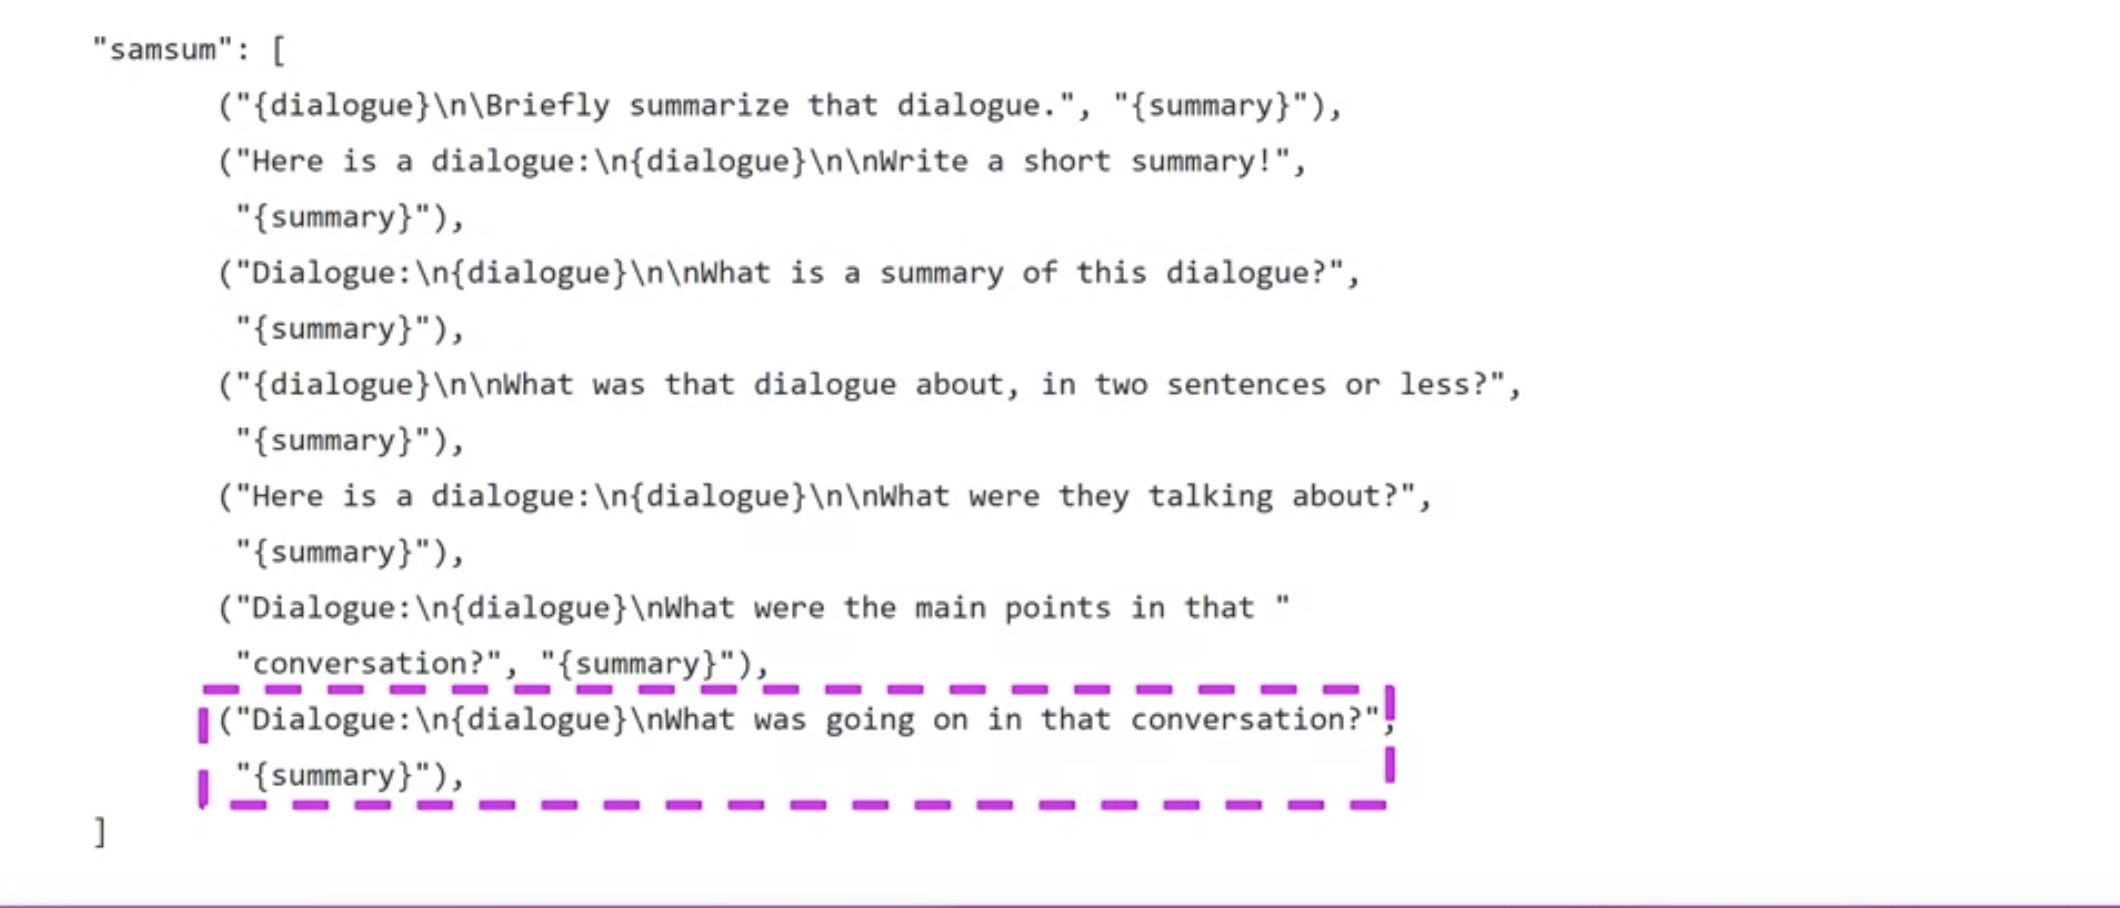 "samsum": [
("{dialogue}\n\Briefly summarize that dialogue.", "{summary}"),
("Here is a dialogue:\n{dialogue}\n\nWrite a short summary!",
"{summary}"),
("Dialogue:\n{dialogue}\n\nWhat is a summary of this dialogue?",
"{summary}"),
("{dialogue}\n\nWhat was that dialogue about, in two sentences or less?",
"{summary}"),
("Here is a dialogue:\n{dialogue}\n\nWhat were they talking about?",
"{summary}"),
("Dialogue:\n{dialogue}\nWhat were the main points in that "
"conversation?", "{summary}"),
("Dialogue:\n{dialogue}\nWhat was going on in that conversation?",
"{summary}"),
]